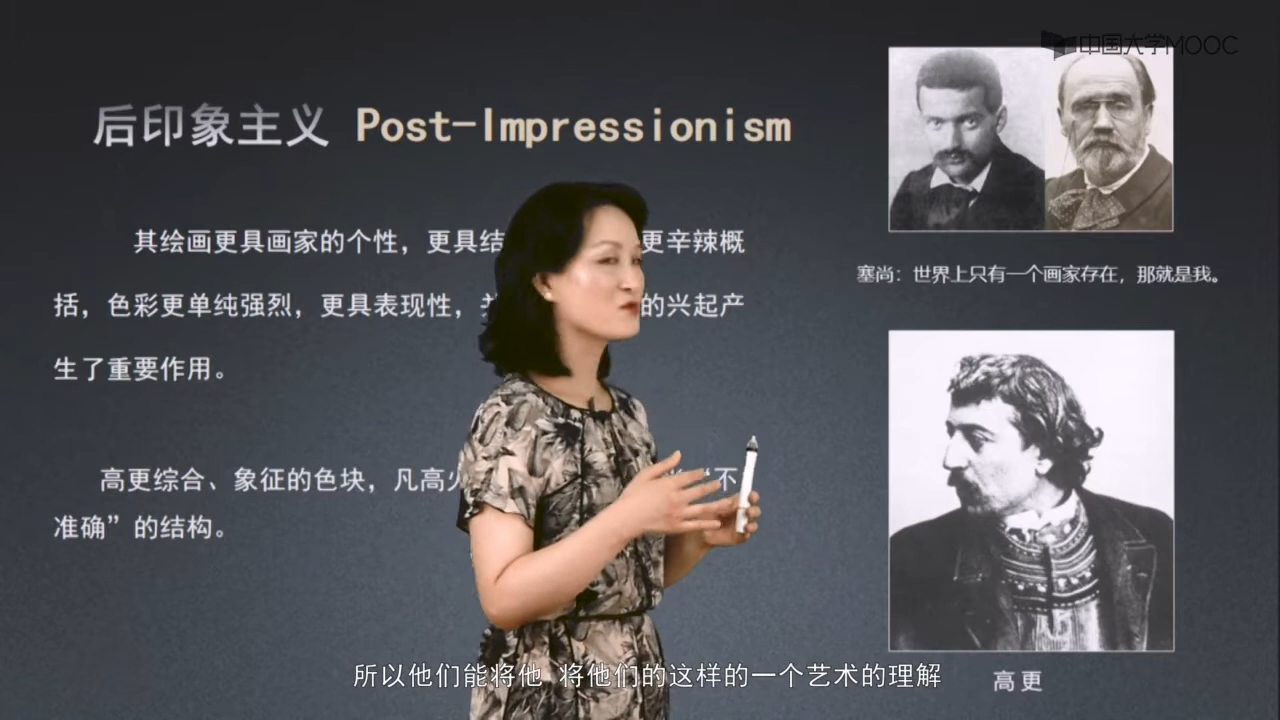 中国大学MOOC
后印象主义 Post-Impressionism
其绘画更具画家的个性，更具结 更辛辣概
括，色彩更单纯强烈，更具表现性， 的兴起产
生了重要作用。
高更综合、象征的色块，凡高 不
准确”的结构。
塞尚：世界上只有一个画家存在，那就是我。
高更
所以他们能将他 将他们的这样的一个艺术的理解